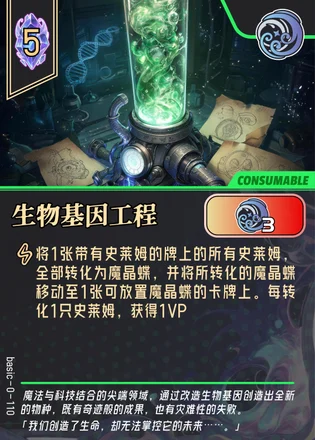 5
CONSUMABLE
生物基因工程
3
将1张带有史莱姆的牌上的所有史莱姆，
全部转化为魔晶蝶，并将所转化的魔晶蝶
移动至1张可放置魔晶蝶的卡牌上。每转
化1只史莱姆，获得1VP
basic-0-110
魔法与科技结合的尖端领域，通过改造生物基因创造出全新
的物种，既有奇迹般的成果，也有灾难性的失败。
「我们创造了生命，却无法掌控它的未来……。」